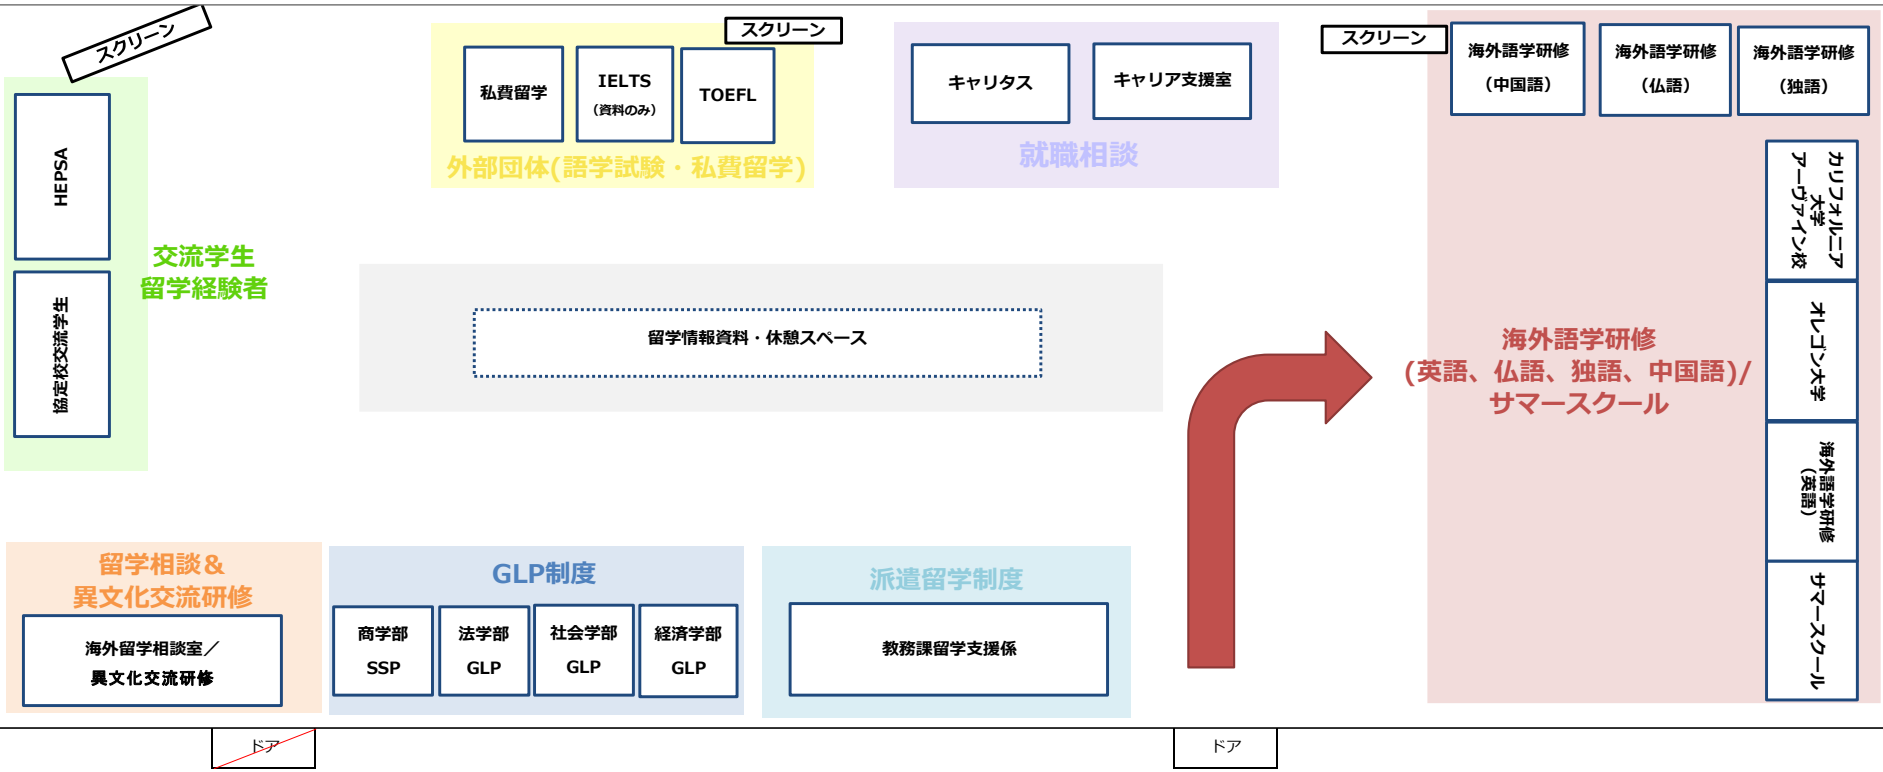 スクリーン
スクリーン
スクリーン
私費留学
IELTS
（資料のみ）
TOEFL
外部団体(語学試験・私費留学)
キャリタス
キャリア支援室
就職相談
海外語学研修
（中国語）
海外語学研修
（仏語）
海外語学研修
（独語）
HEPSA
協定校交流学生
交流学生
留学経験者
留学情報資料・休憩スペース
海外語学研修
(英語、仏語、独語、中国語)/
サマースクール
カリフォルニア
大学
アーヴァイン校
オレゴン大学
海外語学研修
（英語）
サマースクール
留学相談＆
異文化交流研修
海外留学相談室／
異文化交流研修
GLP制度
商学部
SSP
法学部
GLP
社会学部
GLP
経済学部
GLP
派遣留学制度
教務課留学支援係
ドア
ドア